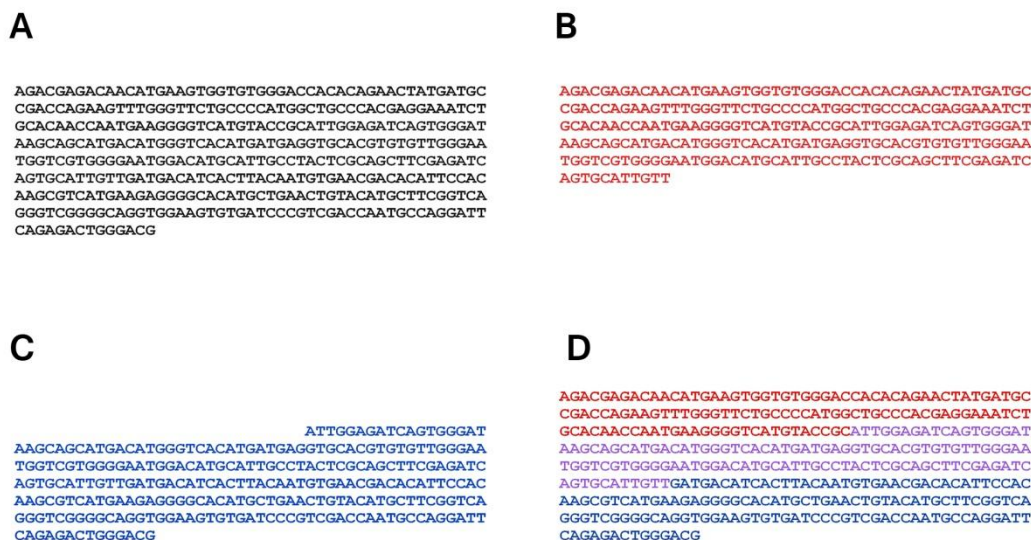 A
AGACGAGACAACATGAAGTGGTGTGGGACCACACAGAACTATGATGC
CGACCAGAAGTTTGGGTTCTGCCCCATGGCTGCCCACGAGGAAATCT
GCACAACCAATGAAGGGGTCATGTACCGCATTGGAGATCAGTGGGAT
AAGCAGCATGACATGGGTCACATGATGAGGTGCACGTGTGTTGGGAA
TGGTCGTGGGGAATGGACATGCATTGCCTACTCGCAGCTTCGAGATC
AGTGCATTGTTGATGACATCACTTACAATGTGAACGACACATTCCAC
AAGCGTCATGAAGAGGGGCACATGCTGAACTGTACATGCTTCGGTCA
GGGTCGGGGCAGGTGGAAGTGTGATCCCGTCGACCAATGCCAGGATT
CAGAGACTGGGACG
B
AGACGAGACAACATGAAGTGGTGTGGGACCACACAGAACTATGATGC
CGACCAGAAGTTTGGGTTCTGCCCCATGGCTGCCCACGAGGAAATCT
GCACAACCAATGAAGGGGTCATGTACCGCATTGGAGATCAGTGGGAT
AAGCAGCATGACATGGGTCACATGATGAGGTGCACGTGTGTTGGGAA
TGGTCGTGGGGAATGGACATGCATTGCCTACTCGCAGCTTCGAGATC
AGTGCATTGTT
C
ATTGGAGATCAGTGGGAT
AAGCAGCATGACATGGGTCACATGATGAGGTGCACGTGTGTTGGGAA
TGGTCGTGGGGAATGGACATGCATTGCCTACTCGCAGCTTCGAGATC
AGTGCATTGTTGATGACATCACTTACAATGTGAACGACACATTCCAC
AAGCGTCATGAAGAGGGGCACATGCTGAACTGTACATGCTTCGGTCA
GGGTCGGGGCAGGTGGAAGTGTGATCCCGTCGACCAATGCCAGGATT
CAGAGACTGGGACG
D
AGACGAGACAACATGAAGTGGTGTGGGACCACACAGAACTATGATGC
CGACCAGAAGTTTGGGTTCTGCCCCATGGCTGCCCACGAGGAAATCT
GCACAACCAATGAAGGGGTCATGTACCGCATTGGAGATCAGTGGGAT
AAGCAGCATGACATGGGTCACATGATGAGGTGCACGTGTGTTGGGAA
TGGTCGTGGGGAATGGACATGCATTGCCTACTCGCAGCTTCGAGATC
AGTGCATTGTTGATGACATCACTTACAATGTGAACGACACATTCCAC
AAGCGTCATGAAGAGGGGCACATGCTGAACTGTACATGCTTCGGTCA
GGGTCGGGGCAGGTGGAAGTGTGATCCCGTCGACCAATGCCAGGATT
CAGAGACTGGGACG